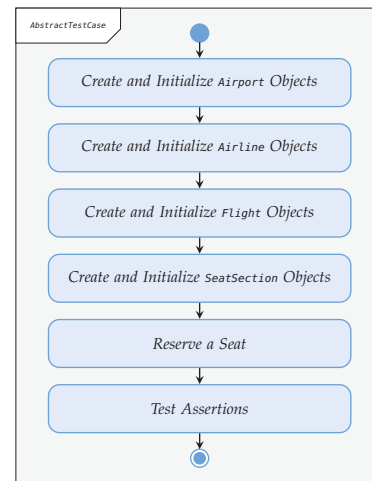 AbstractTestCase
Create and Initialize Airport Objects
Create and Initialize Airline Objects
Create and Initialize Flight Objects
Create and Initialize SeatSection Objects
Reserve a Seat
Test Assertions